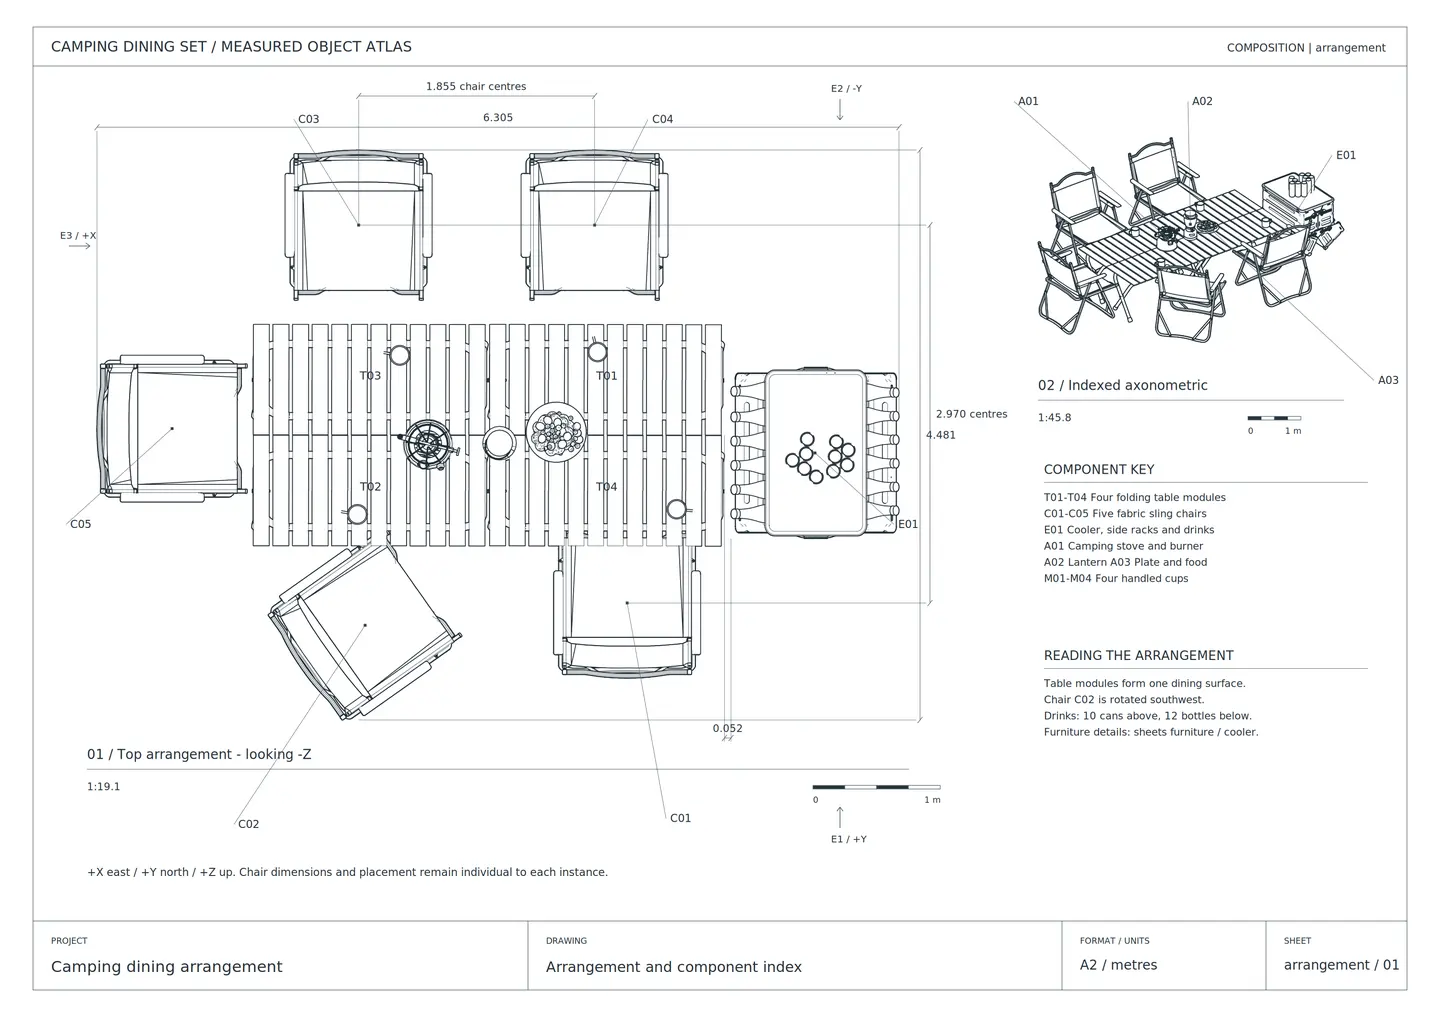 CAMPING DINING SET / MEASURED OBJECT ATLAS
COMPOSITION | arrangement
1.855 chair centres
E2 / -Y
C03
6.305
C04
E3 / +X
T03
T01
2.970 centres
4.481
T02
T04
C05
E01
0.052
01 / Top arrangement - looking -Z
1:19.1
0
1 m
C02
C01
E1 / +Y
+X east / +Y north / +Z up. Chair dimensions and placement remain individual to each instance.
A01
A02
E01
A03
02 / Indexed axonometric
1:45.8
0
1 m
COMPONENT KEY
T01-T04 Four folding table modules
C01-C05 Five fabric sling chairs
E01 Cooler, side racks and drinks
A01 Camping stove and burner
A02 Lantern A03 Plate and food
M01-M04 Four handled cups
READING THE ARRANGEMENT
Table modules form one dining surface.
Chair C02 is rotated southwest.
Drinks: 10 cans above, 12 bottles below.
Furniture details: sheets furniture / cooler.
PROJECT
Camping dining arrangement
DRAWING
Arrangement and component index
FORMAT / UNITS
A2 / metres
SHEET
arrangement / 01